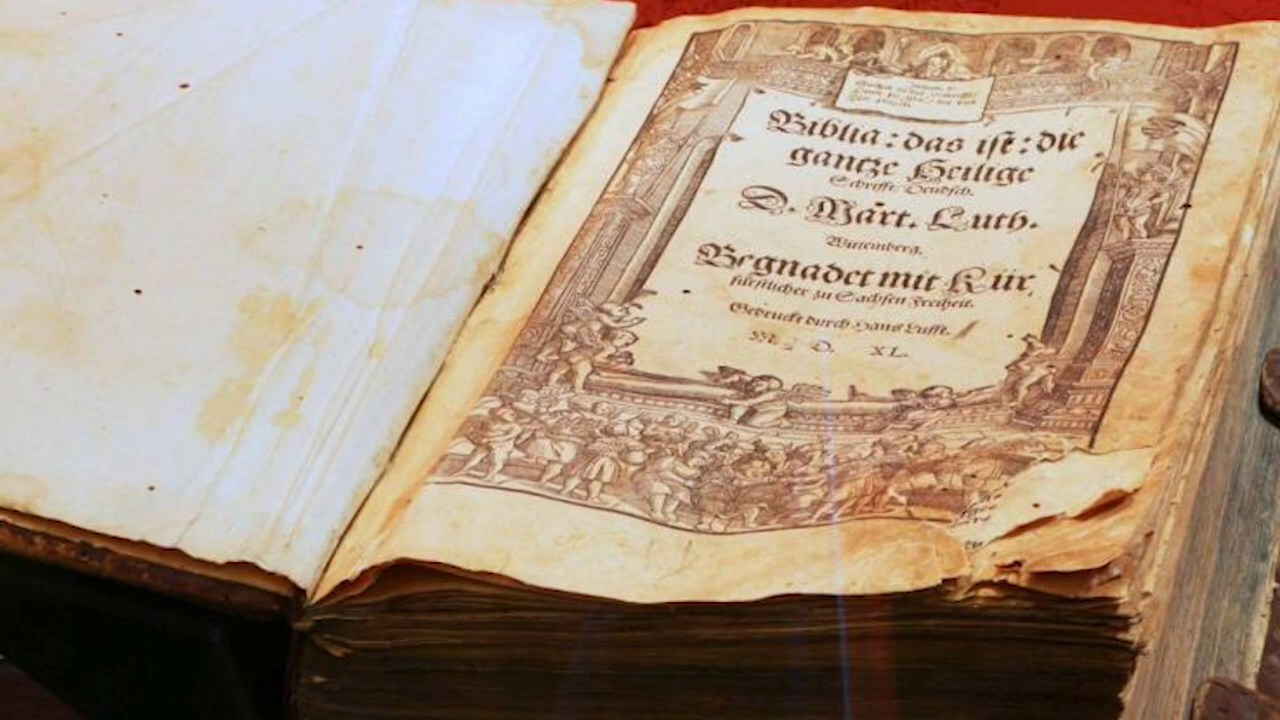 Biblia: das ist: die
gantze Heilige
Schrifft Deudsch.
D. Mart. Luth.
Wittemberg.
Begnadet mit Kür
fürstlicher zu Sachsen Freiheit.
Gedruckt durch Hans Lufft.
M. D. XL.